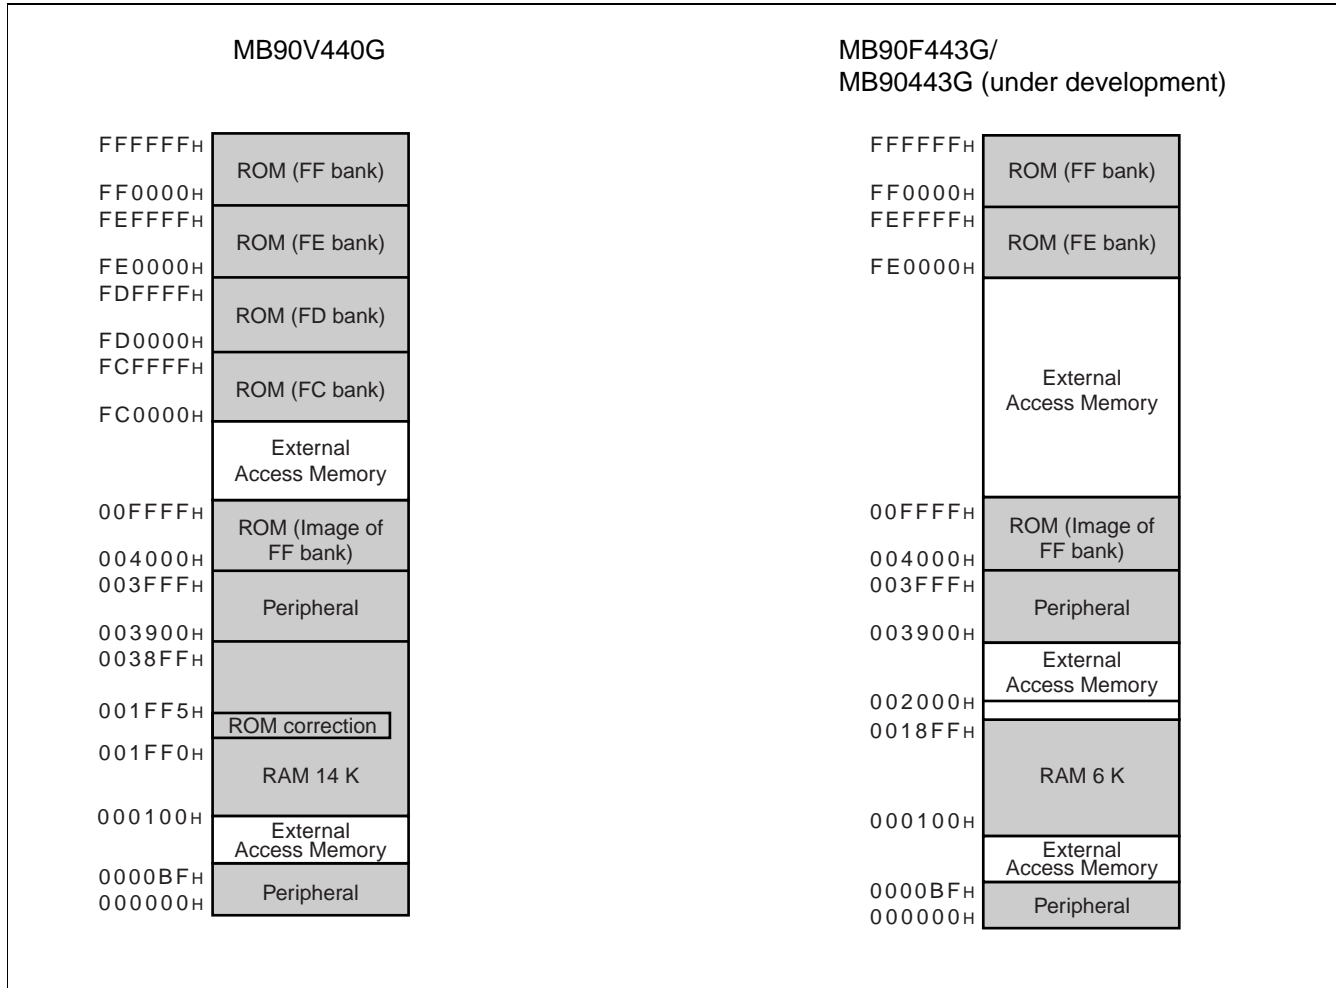 MB90V440G
FFFFFFH
ROM (FF bank)
FF0000H
FEFFFFH
ROM (FE bank)
FE0000H
FDFFFFH
ROM (FD bank)
FD0000H
FCFFFFH
ROM (FC bank)
FC0000H
External
Access Memory
00FFFFH
ROM (Image of
FF bank)
004000H
003FFFH
Peripheral
003900H
0038FFH
001FF5H
ROM correction
001FF0H
RAM 14 K
000100H
External
Access Memory
0000BFH
Peripheral
000000H
MB90F443G/
MB90443G (under development)
FFFFFFH
ROM (FF bank)
FF0000H
FEFFFFH
ROM (FE bank)
FE0000H
External
Access Memory
00FFFFH
ROM (Image of
FF bank)
004000H
003FFFH
Peripheral
003900H
External
Access Memory
002000H
0018FFH
RAM 6 K
000100H
External
Access Memory
0000BFH
Peripheral
000000H